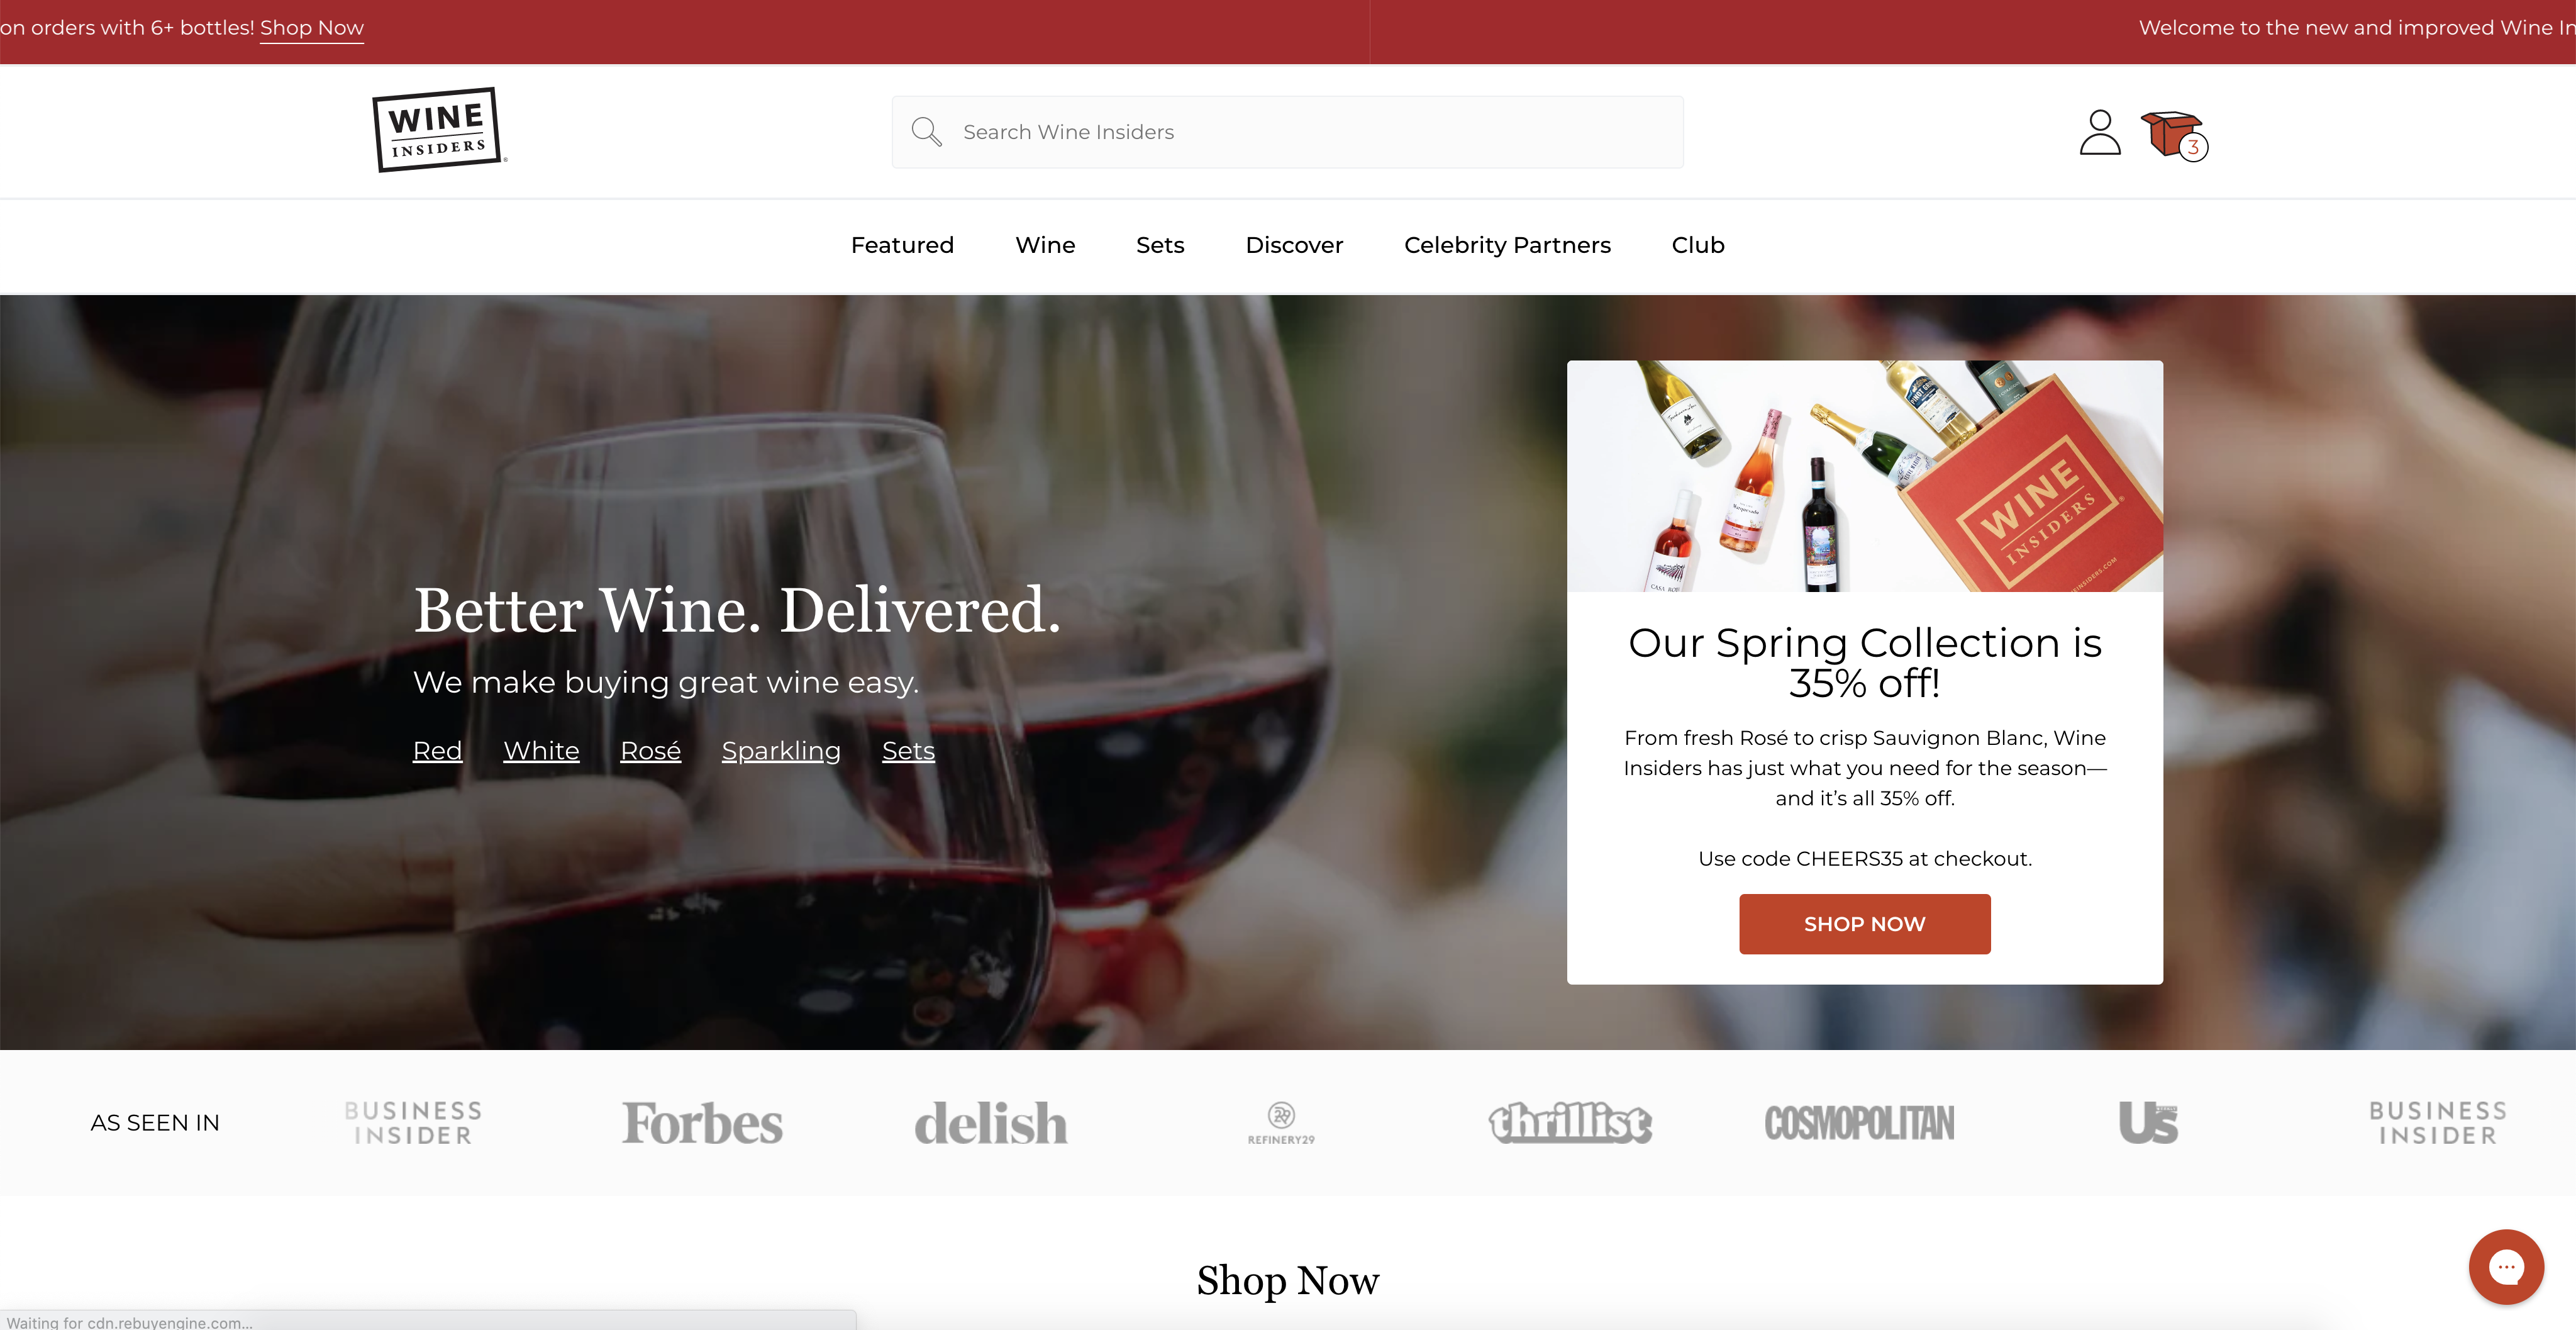 on orders with 6+ bottles! Shop Now
Welcome to the new and improved Wine In
WINE
INSIDERS
Search Wine Insiders
3
Featured
Wine
Sets
Discover
Celebrity Partners
Club
Better Wine. Delivered.
We make buying great wine easy.
Red
White
Rosé
Sparkling
Sets
WINE
INSIDERS
Our Spring Collection is
35% off!
From fresh Rosé to crisp Sauvignon Blanc, Wine
Insiders has just what you need for the season—
and it’s all 35% off.
Use code CHEERS35 at checkout.
SHOP NOW
AS SEEN IN
BUSINESS
INSIDER
Forbes
delish
REFINERY29
thrillist
COSMOPOLITAN
Us
BUSINESS
INSIDER
Shop Now
Waiting for cdn.rebuyengine.com...